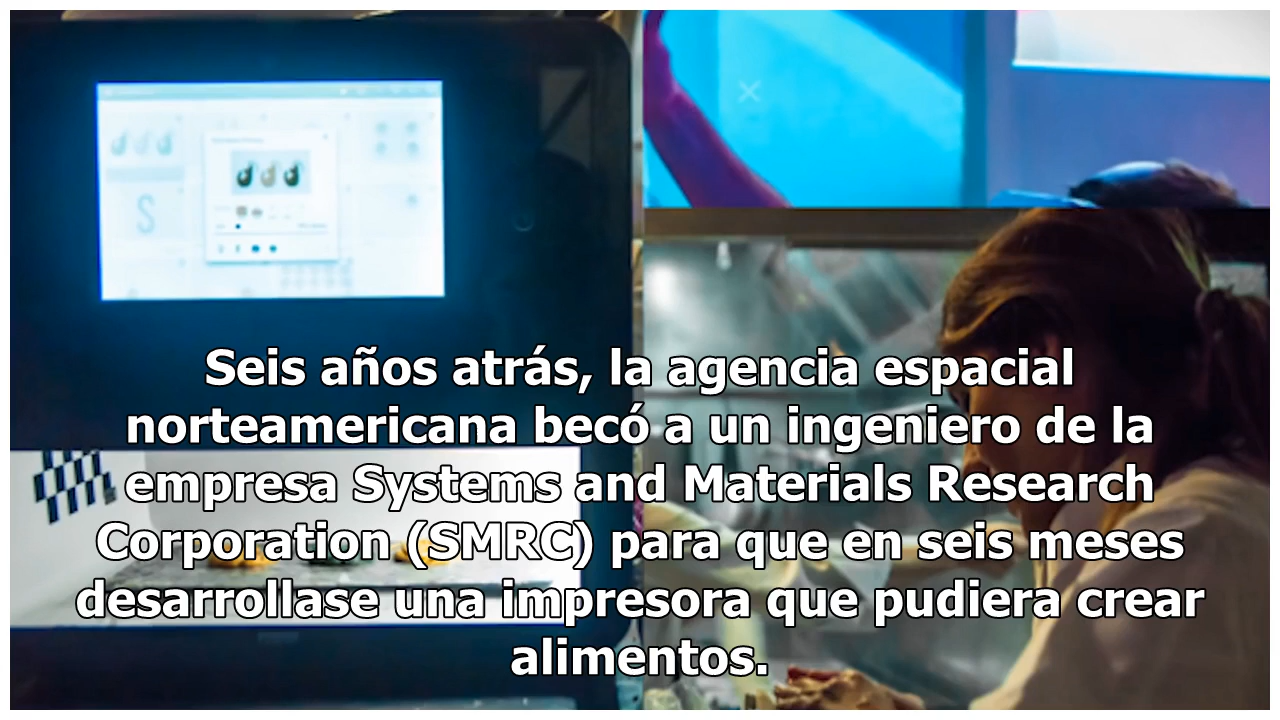 S
Seis años atrás, la agencia espacial
norteamericana becó a un ingeniero de la
empresa Systems and Materials Research
Corporation (SMRC) para que en seis meses
desarrollase una impresora que pudiera crear
alimentos.